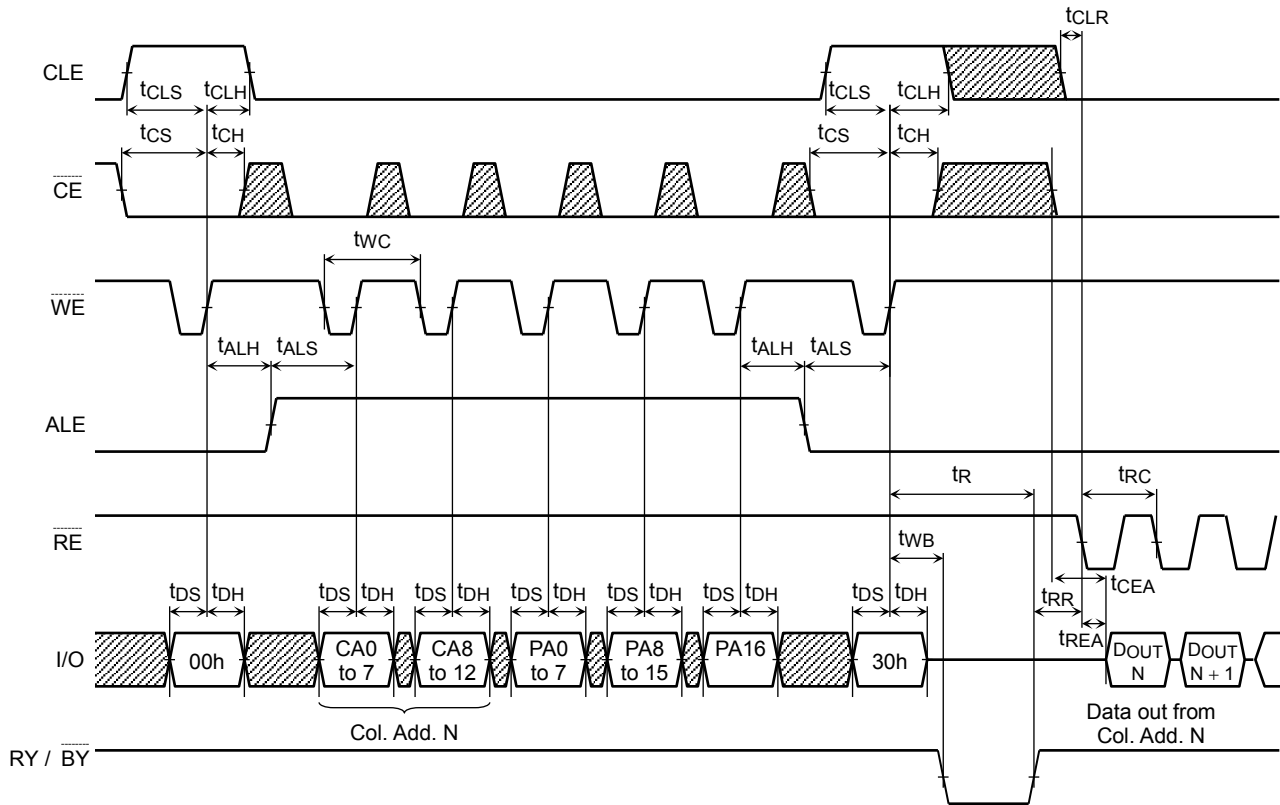 tCLR
CLE
tCLS tCLH tCLS tCLH
tCS tCH tCS tCH
CE
tWC
WE
tALH tALS tALH tALS
ALE
tR tRC
RE
tWB
tDS tDH tDS tDH tDS tDH tDS tDH tDS tDH tDS tDH tDS tDH
tRR tCEA
tREA
I/O 00h CA0 to 7 CA8 to 12 PA0 to 7 PA8 to 15 PA16 30h DOUT N DOUT N + 1
Col. Add. N
Data out from
Col. Add. N
RY / BY